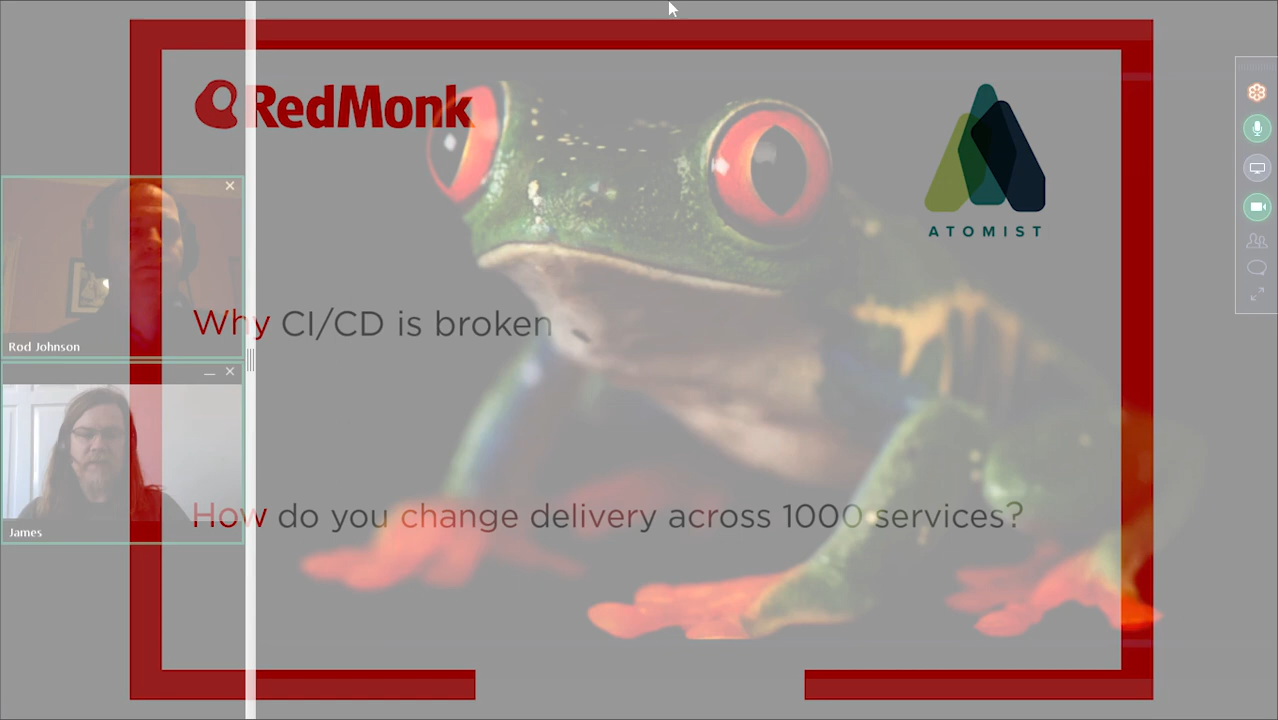 RedMonk
ATOMIST
Why CI/CD is broken
How do you change delivery across 1000 services?
Rod Johnson
James